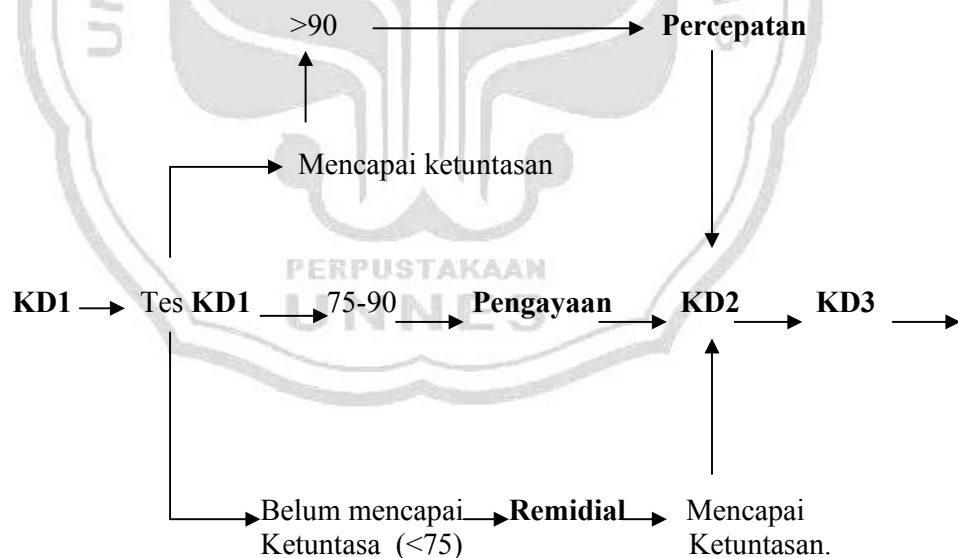 >90 Percepatan
Mencapai ketuntasan
PERPUSTAKAAN
UNNES
KD1 Tes KD1 75-90 Pengayaan KD2 KD3
Belum mencapai Remidial Mencapai
Ketuntasa (<75) Ketuntasan.